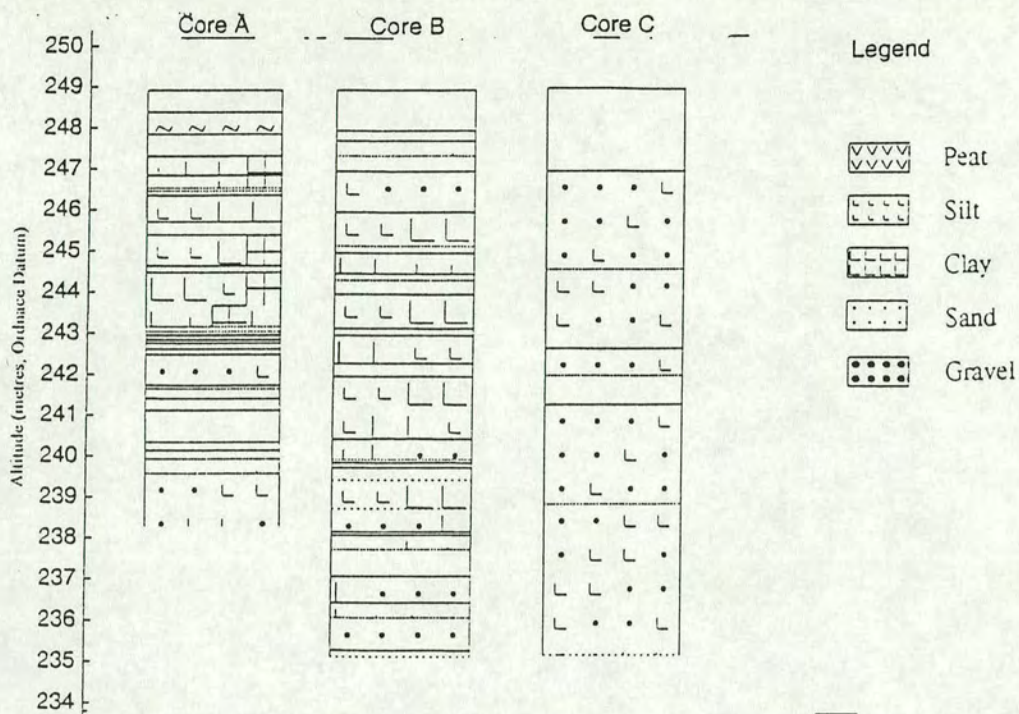 Core A Core B Core C
Legend
Altitude (metres, Ordnace Datum)
250
249
248
247
246
245
244
243
242
241
240
239
238
237
236
235
234
Peat
Silt
Clay
Sand
Gravel